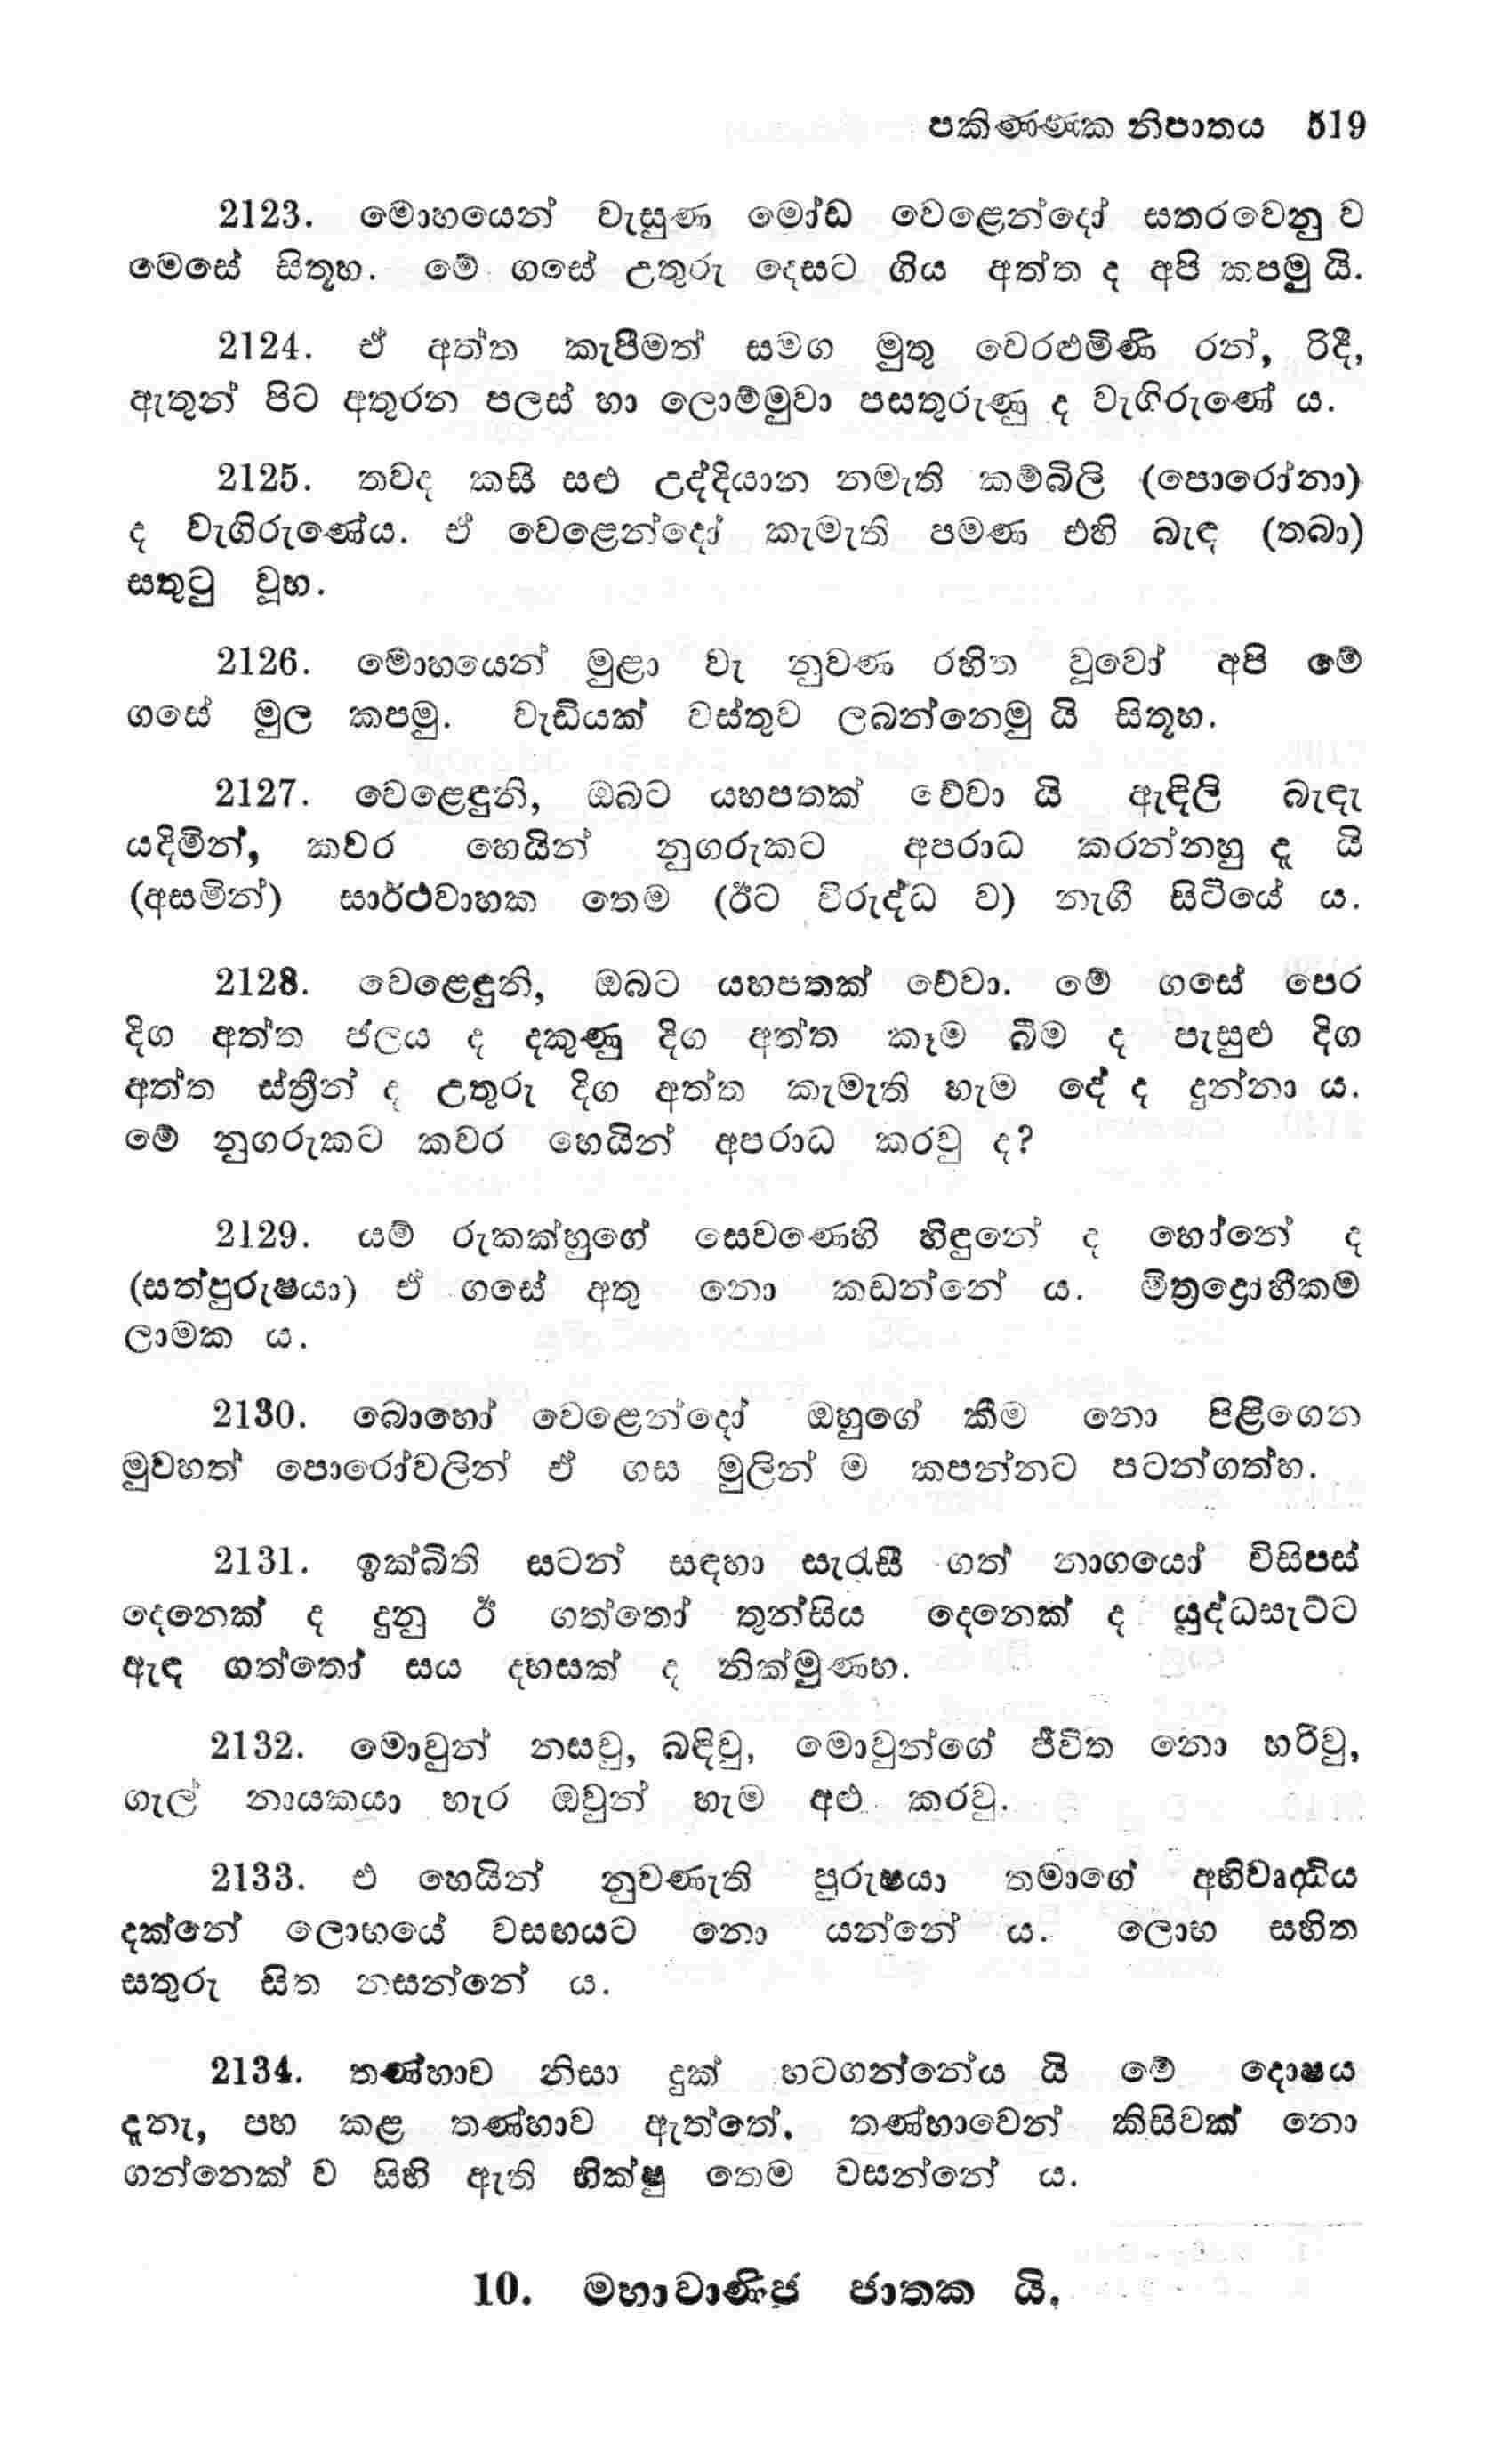 පකිණ්ණක නිපාතය 519
2123. මොහයෙන් වැසුණ මෝඩ වෙළෙන්දෝ සතරවෙනු ව
මෙසේ සිතූහ. මේ ගසේ උතුරු දෙසට ගිය අත්ත ද අපි කපමු යි.
2124. ඒ අත්ත කැපීමත් සමග මුතු වෙරළුමිණි රන්, රිදී,
ඇතුන් පිට අතුරන පලස් හා ලොම්මුවා පසතුරුණු ද වැගිරුණේ ය.
2125. තවද කසී සළු උද්දියාන නමැති කම්බිලි (පොරෝනා)
ද වැගිරුණේය. ඒ වෙළෙන්දෝ කැමැති පමණ එහි බැඳ (තබා)
සතුටු වූහ.
2126. මොහයෙන් මුළා වැ නුවණ රහිත වූවෝ අපි මේ
ගසේ මුල කපමු. වැඩියක් වස්තුව ලබන්නෙමු යි සිතූහ.
2127. වෙළෙඳුනි, ඔබට යහපතක් වේවා යි ඇඳිලි බැඳැ
යදිමින්, කවර හෙයින් නුගරුකට අපරාධ කරන්නහු දැ යි
(අසමින්) සාර්ථවාහක තෙම (ඊට විරුද්ධ ව) නැගී සිටියේ ය.
2128. වෙළෙඳුනි, ඔබට යහපතක් වේවා. මේ ගසේ පෙර
දිග අත්ත ජලය ද දකුණු දිග අත්ත කෑම බීම ද පැසුළු දිග
අත්ත ස්ත්‍රීන් ද උතුරු දිග අත්ත කැමැති හැම දේ ද දුන්නා ය.
මේ නුගරුකට කවර හෙයින් අපරාධ කරවු ද?
2129. යම් රුකක්හුගේ සෙවණෙහි හිඳුනේ ද හෝනේ ද
(සත්පුරුෂයා) ඒ ගසේ අතු නො කඩන්නේ ය. මිත්‍රද්‍රොහීකම
ලාමක ය.
2130. බොහෝ වෙළෙන්දෝ ඔහුගේ කීම නො පිළිගෙන
මුවහත් පොරෝවලින් ඒ ගස මුලින් ම කපන්නට පටන්ගත්හ.
2131. ඉක්බිති සටන් සඳහා සැරැසී ගත් නාගයෝ විසිපස්
දෙනෙක් ද දුනු ඊ ගත්තෝ තුන්සිය දෙනෙක් ද යුද්ධසැට්ට
ඇඳ ගත්තෝ සය දහසක් ද නික්මුණහ.
2132. මොවුන් නසවු, බඳිවු, මොවුන්ගේ ජීවිත නො හරිවු,
ගැල් නායකයා හැර ඔවුන් හැම අළු කරවු.
2133. එ හෙයින් නුවණැති පුරුෂයා තමාගේ අභිවෘද්ධිය
දක්නේ ලොභයේ වසඟයට නො යන්නේ ය. ලොභ සහිත
සතුරු සිත නසන්නේ ය.
2134. තණ්හාව නිසා දුක් හටගන්නේය යි මේ දොෂය
දැනැ, පහ කළ තණ්හාව ඇත්තේ. තණ්හාවෙන් කිසිවක් නො
ගන්නෙක් ව සිහි ඇති භික්ෂු තෙම වසන්නේ ය.
10. මහාවාණිජ ජාතක යි.